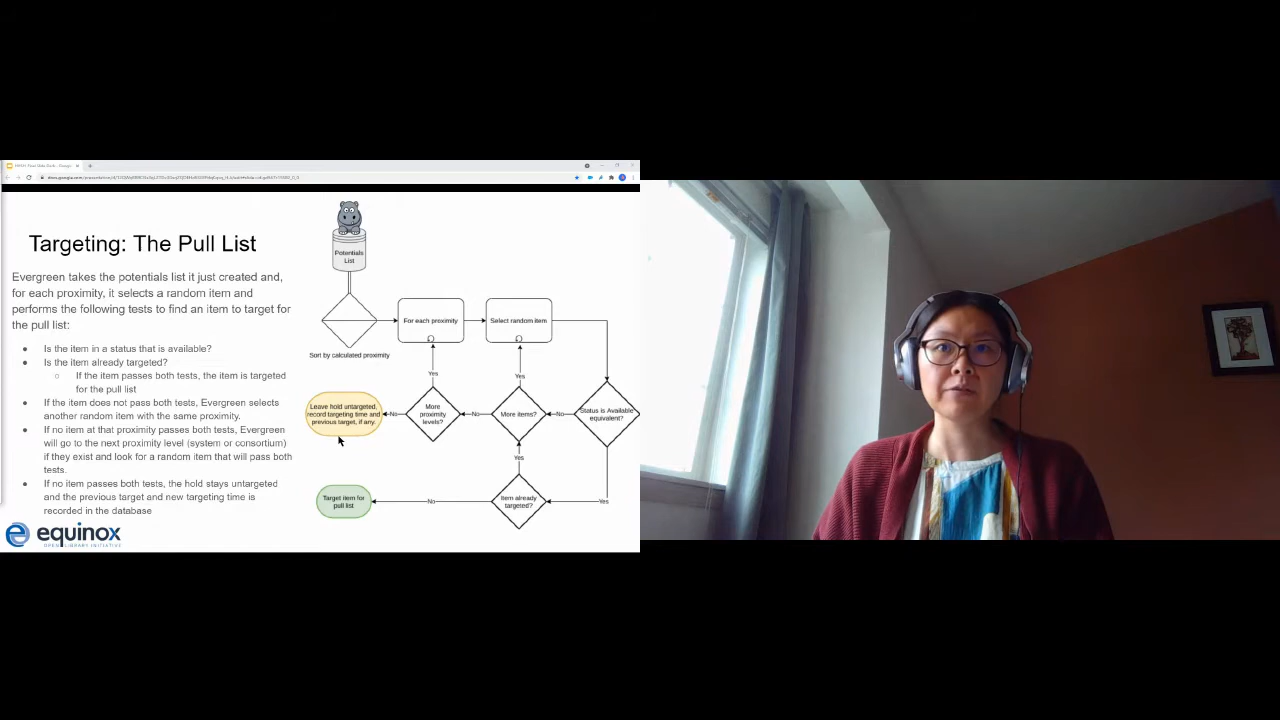 Targeting: The Pull List
Evergreen takes the potentials list it just created and,
for each proximity, it selects a random item and
performs the following tests to find an item to target for
the pull list:
● Is the item in a status that is available?
● Is the item already targeted?
○ If the item passes both tests, the item is targeted
for the pull list
● If the item does not pass both tests, Evergreen selects
another random item with the same proximity.
● If no item at that proximity passes both tests, Evergreen
will go to the next proximity level (system or consortium)
if they exist and look for a random item that will pass both
tests.
● If no item passes both tests, the hold stays untargeted
and the previous target and new targeting time is
recorded in the database
equinox
OPEN LIBRARY INITIATIVE
Potentials
List
Sort by calculated proximity
For each proximity
Select random item
Yes
Yes
Leave hold untargeted,
record targeting time and
previous target, if any.
No
More
proximity
levels?
No
More items?
No
Status is Available
equivalent?
Yes
Target item for
pull list
No
Item already
targeted?
Yes